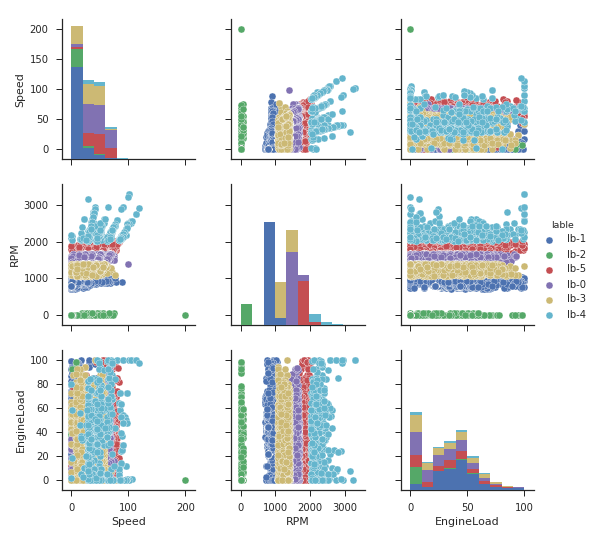 200
150
100
50
0
Speed
3000
2000
1000
0
RPM
lable
lb-1
lb-2
lb-5
lb-0
lb-3
lb-4
100
80
60
40
20
0
EngineLoad
0 100 200
0 1000 2000 3000
0 50 100
Speed RPM EngineLoad